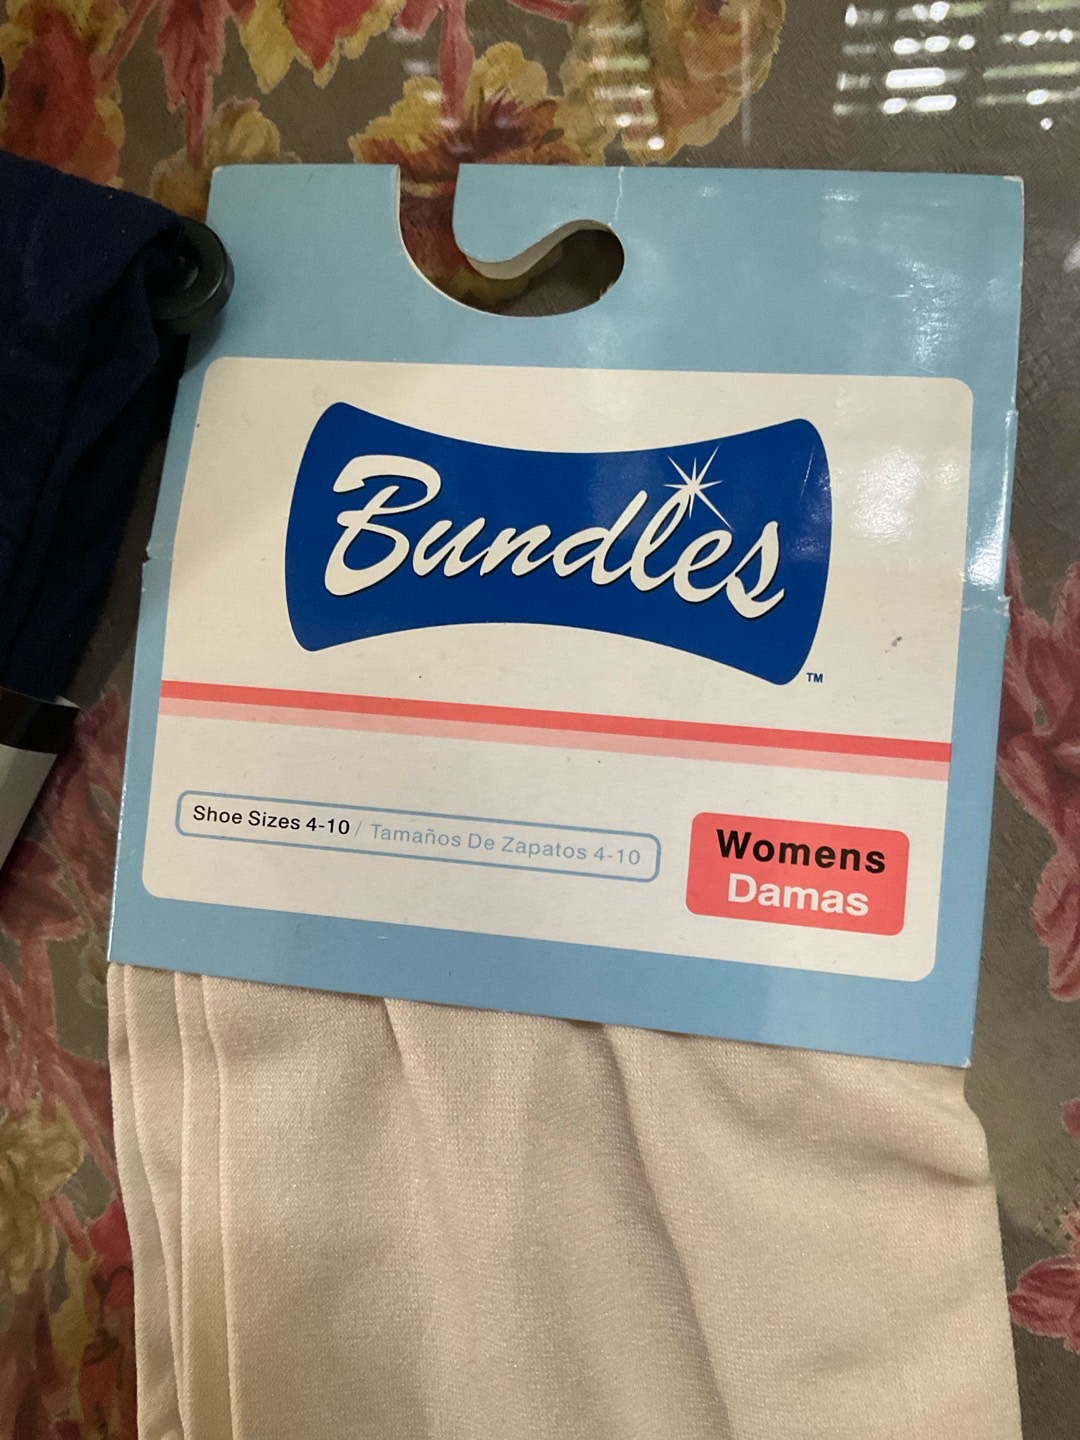 Bundles
TM
Shoe Sizes 4-10 / Tamaños De Zapatos 4-10
Womens
Damas